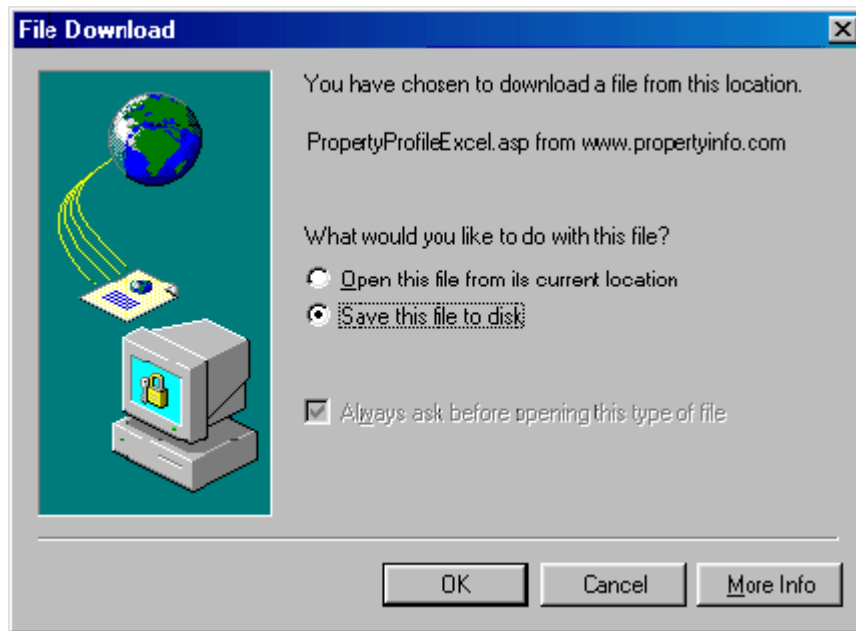 File Download
You have chosen to download a file from this location.
PropertyProfileExcel.asp from www.propertyinfo.com
What would you like to do with this file?
Open this file from its current location
Save this file to disk
Always ask before opening this type of file
OK
Cancel
More Info